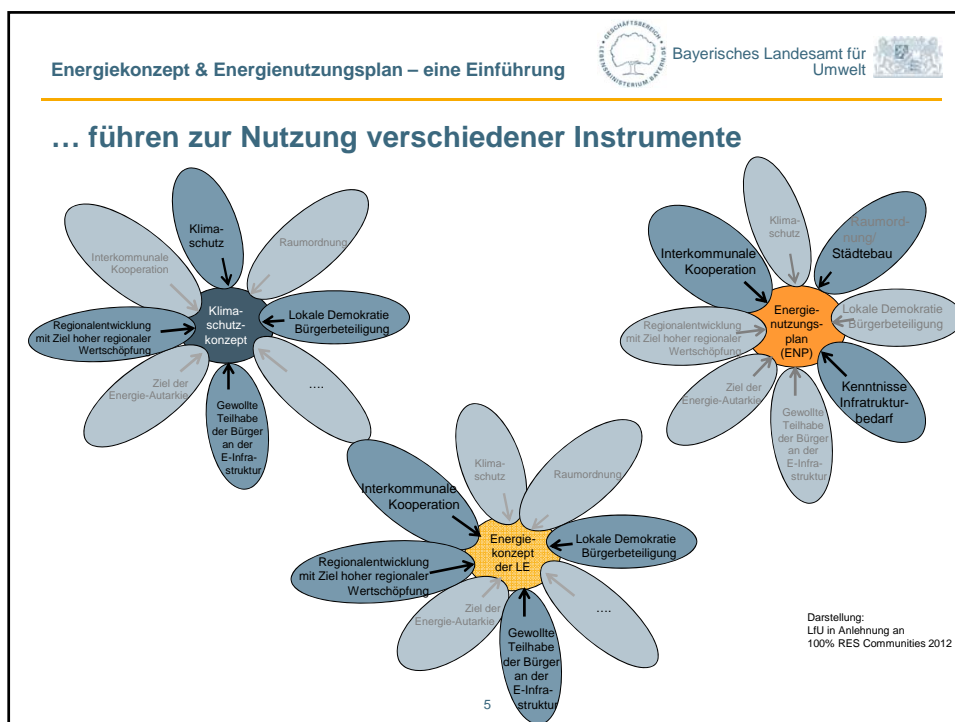 Energiekonzept & Energienutzungsplan – eine Einführung
GESCHÄFTSBEREICH
LEBENSMINISTERIUM BAYERN
Bayerisches Landesamt für
Umwelt
… führen zur Nutzung verschiedener Instrumente
Klima-
schutz
Raumordnung
Interkommunale
Kooperation
Klima-
schutz-
konzept
Lokale Demokratie
Bürgerbeteiligung
Regionalentwicklung
mit Ziel hoher regionaler
Wertschöpfung
Ziel der
Energie-Autarkie
....
Gewollte
Teilhabe
der Bürger
an der
E-Infra-
struktur
Klima-
schutz
Raumord-
nung/
Städtebau
Interkommunale
Kooperation
Energie-
nutzungs-
plan
(ENP)
Lokale Demokratie
Bürgerbeteiligung
Regionalentwicklung
mit Ziel hoher regionaler
Wertschöpfung
Ziel der
Energie-Autarkie
Kenntnisse
Infratruktur-
bedarf
Gewollte
Teilhabe
der Bürger
an der
E-Infra-
struktur
Klima-
schutz
Raumordnung
Interkommunale
Kooperation
Energie-
konzept
der LE
Lokale Demokratie
Bürgerbeteiligung
Regionalentwicklung
mit Ziel hoher regionaler
Wertschöpfung
Ziel der
Energie-Autarkie
....
Gewollte
Teilhabe
der Bürger
an der
E-Infra-
struktur
Darstellung:
LfU in Anlehnung an
100% RES Communities 2012
5